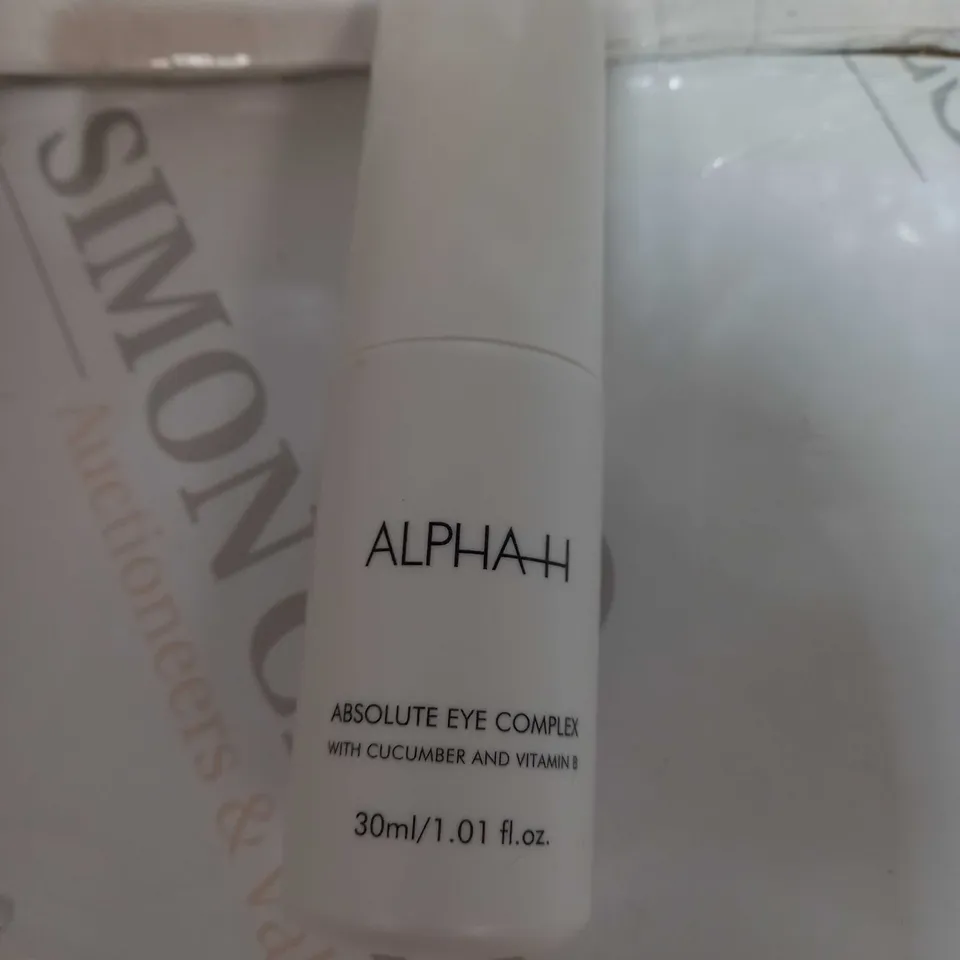 SIMON C
Auctioneers &
ALPHA-H
ABSOLUTE EYE COMPLEX
WITH CUCUMBER AND VITAMIN B
30ml/1.01 fl.oz.